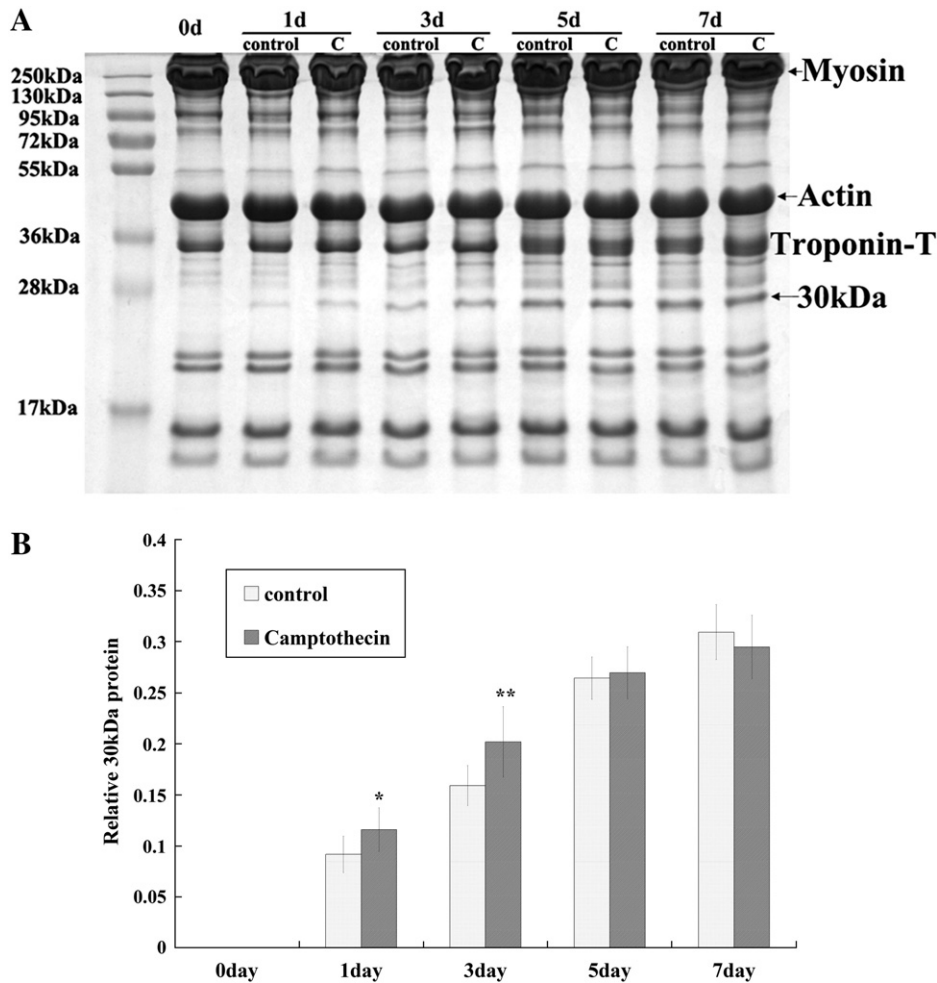 A
0d 1d 3d 5d 7d
control C control C control C control C
250kDa
130kDa
95kDa
72kDa
55kDa
36kDa
28kDa
17kDa
Myosin
Actin
Troponin-T
30kDa
B
Relative 30kDa protein
0.4
0.35
0.3
0.25
0.2
0.15
0.1
0.05
0
control
Camptothecin
*
**
0day 1day 3day 5day 7day